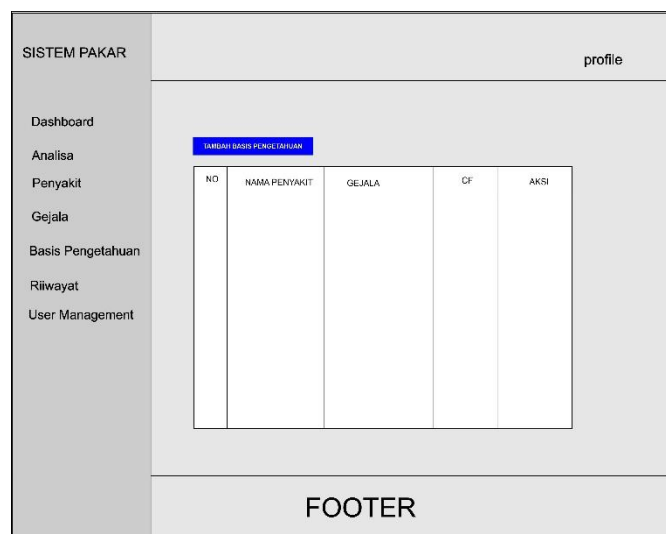 SISTEM PAKAR
profile
Dashboard
Analisa
Penyakit
Gejala
Basis Pengetahuan
Riiwayat
User Management
TAMBAH BASIS PENGETAHUAN
NO NAMA PENYAKIT GEJALA CF AKSI
FOOTER